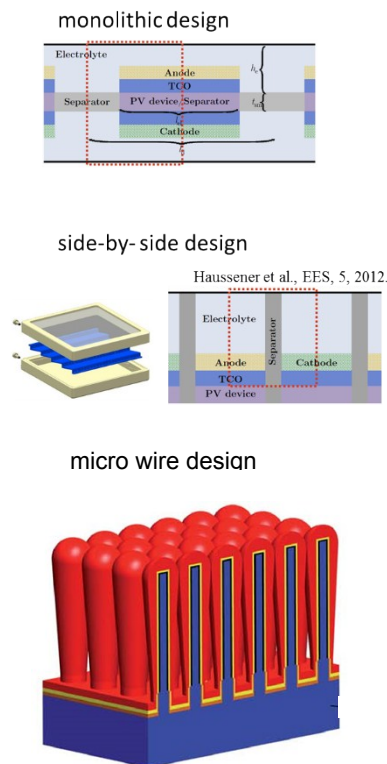 monolithic design
Electrolyte
Anode
TCO
Separator
PV device/Separator
Cathode
side-by- side design
Haussener et al., EES, 5, 2012.
Electrolyte
Separator
Anode
Cathode
TCO
PV device
micro wire design